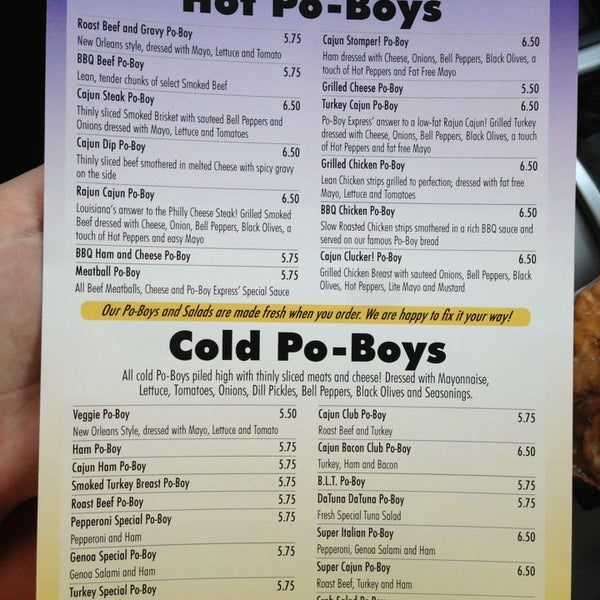 Hot Po-Boys
Roast Beef and Gravy Po-Boy 5.75
New Orleans style, dressed with Mayo, Lettuce and Tomato
BBQ Beef Po-Boy 5.75
Lean, tender chunks of select Smoked Beef
Cajun Steak Po-Boy 6.50
Thinly sliced Smoked Brisket with sauteed Bell Peppers and
Onions dressed with Mayo, Lettuce and Tomatoes
Cajun Dip Po-Boy 6.50
Thinly sliced beef smothered in melted Cheese with spicy gravy
on the side
Rajun Cajun Po-Boy 6.50
Louisiana's answer to the Philly Cheese Steak! Grilled Smoked
Beef dressed with Cheese, Onion, Bell Peppers, Black Olives, a
touch of Hot Peppers and easy Mayo
BBQ Ham and Cheese Po-Boy 5.75
Meatball Po-Boy 5.75
All Beef Meatballs, Cheese and Po-Boy Express' Special Sauce
Cajun Stomper! Po-Boy 6.50
Ham dressed with Cheese, Onions, Bell Peppers, Black Olives, a
touch of Hot Peppers and Fat Free Mayo
Grilled Cheese Po-Boy 5.50
Turkey Cajun Po-Boy 6.50
Po-Boy Express' answer to a low-fat Rajun Cajun! Grilled Turkey
dressed with Cheese, Onions, Bell Peppers, Black Olives, a touch
of Hot Peppers and fat free Mayo
Grilled Chicken Po-Boy 6.50
Lean Chicken strips grilled to perfection; dressed with fat free
Mayo, Lettuce and Tomatoes
BBQ Chicken Po-Boy 6.50
Slow Roasted Chicken strips smothered in a rich BBQ sauce and
served on our famous Po-Boy bread
Cajun Clucker! Po-Boy 6.50
Grilled Chicken Breast with sauteed Onions, Bell Peppers, Black
Olives, Hot Peppers, Lite Mayo and Mustard
Our Po-Boys and Salads are made fresh when you order. We are happy to fix it your way!
Cold Po-Boys
All cold Po-Boys piled high with thinly sliced meats and cheese! Dressed with Mayonnaise,
Lettuce, Tomatoes, Onions, Dill Pickles, Bell Peppers, Black Olives and Seasonings.
Veggie Po-Boy 5.50
New Orleans Style, dressed with Mayo, Lettuce and Tomato
Ham Po-Boy 5.75
Cajun Ham Po-Boy 5.75
Smoked Turkey Breast Po-Boy 5.75
Roast Beef Po-Boy 5.75
Pepperoni Special Po-Boy 5.75
Pepperoni and Ham
Genoa Special Po-Boy 5.75
Genoa Salami and Ham
Turkey Special Po-Boy 5.75
Cajun Club Po-Boy 5.75
Roast Beef and Turkey
Cajun Bacon Club Po-Boy 6.50
Turkey, Ham and Bacon
B.L.T. Po-Boy 5.75
DaTuna DaTuna Po-Boy 5.75
Fresh Special Tuna Salad
Super Italian Po-Boy 6.50
Pepperoni, Genoa Salami and Ham
Super Cajun Po-Boy 6.50
Roast Beef, Turkey and Ham
Crab Salad Po-Boy